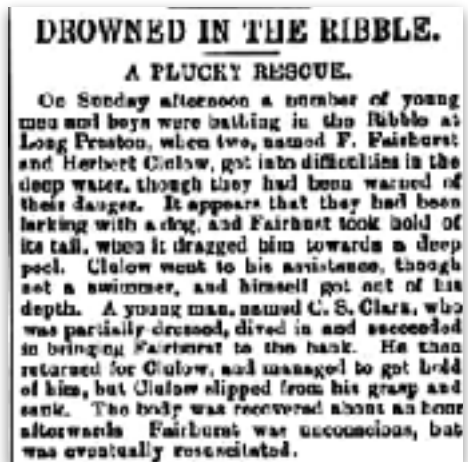 DROWNED IN THE RIBBLE.
A PLUCKY RESCUE.
On Sunday afternoon a number of young
men and boys were bathing in the Ribble at
Long Preston, when two, named F. Fairhurst
and Herbert Clulow, got into difficulties in the
deep water, though they had been warned of
their danger. It appears that they had been
larking with a dog, and Fairhurst took hold of
its tail, when it dragged him towards a deep
pool. Clulow went to his assistance, though
not a swimmer, and himself got out of his
depth. A young man, named C. S. Clark, who
was partially dressed, dived in and succeeded
in bringing Fairhurst to the bank. He then
returned for Clulow, and managed to get hold
of him, but Clulow slipped from his grasp and
sank. The body was recovered about an hour
afterwards Fairhurst was unconscious, but
was eventually resuscitated.